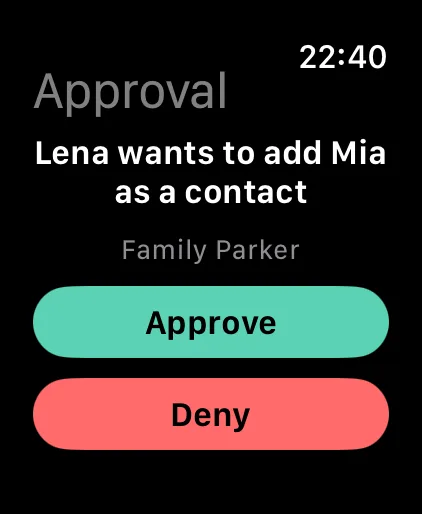 22:40
Approval
Lena wants to add Mia
as a contact
Family Parker
Approve
Deny